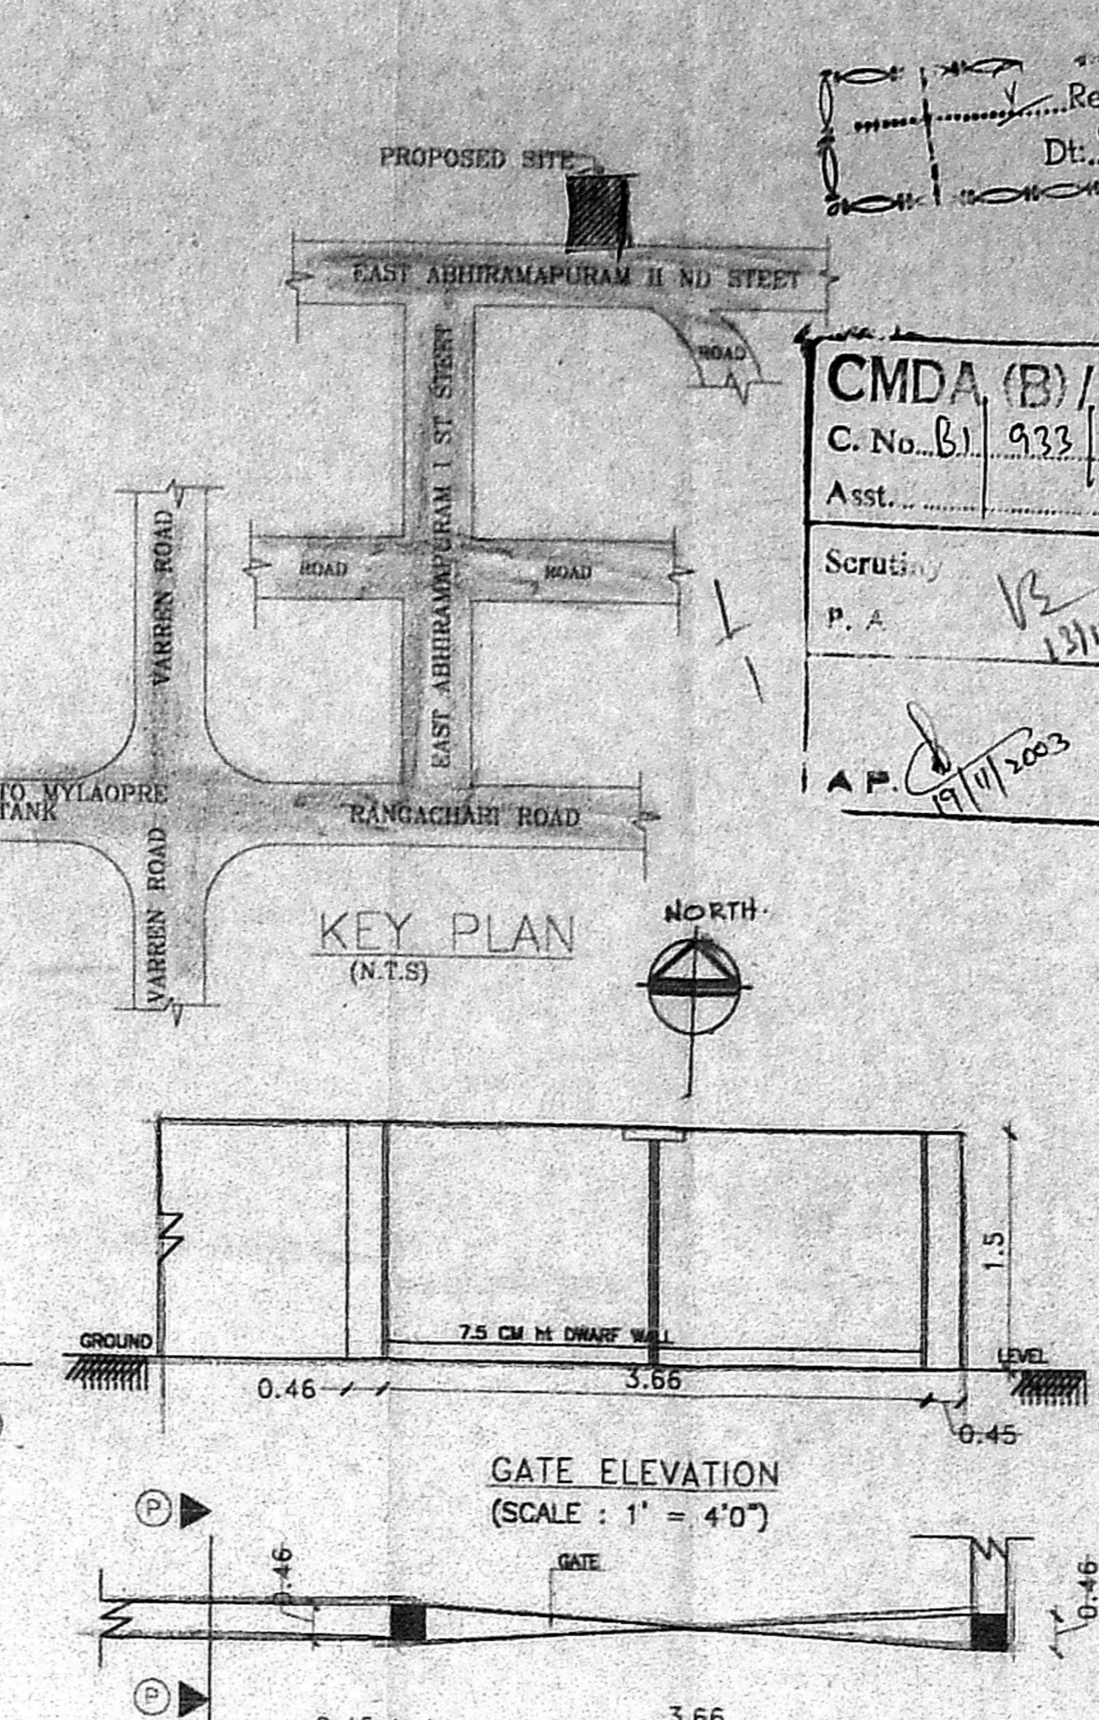 Re
Dt:..
PROPOSED SITE
EAST ABHIRAMAPURAM II ND STEET
ROAD
EAST ABHIRAMAPURAM I ST STEET
CMDA (B) /
C. No...B1 933
Asst.
Scrutiny
P. A
13/1
A P.
19/11/2003
VARREN ROAD
ROAD
ROAD
TO MYLAOPRE
TANK
RANGACHARI ROAD
VARREN ROAD
KEY PLAN
(N.T.S)
NORTH.
1.5
7.5 CM ht DWARF WALL
GROUND
LEVEL
0.46
3.66
0.45
GATE ELEVATION
(SCALE : 1' = 4'0")
P
0.46
GATE
0.46
P
3.66